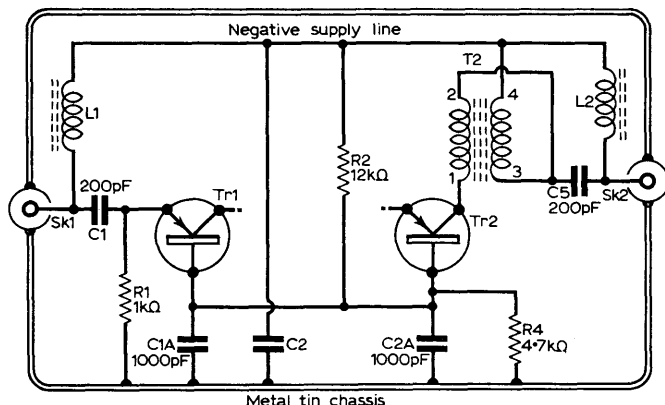 Negative supply line
T2
L1
2
4
L2
R2
12kΩ
1
3
200pF
Tr1
C5
Sk1
C1
Tr2
200pF
Sk2
R1
1kΩ
R4
4·7kΩ
C1A
1000pF
C2
C2A
1000pF
Metal tin chassis